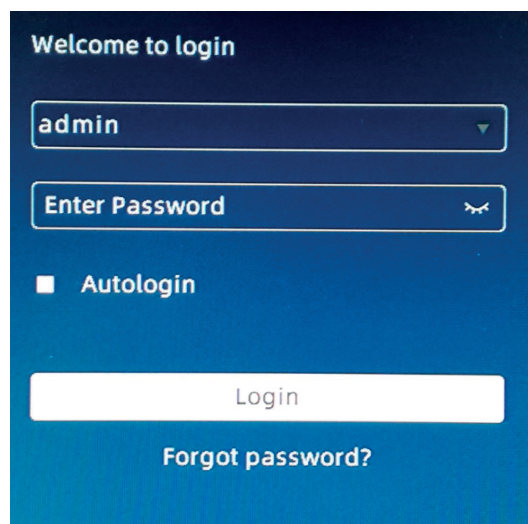 Welcome to login
admin
Enter Password
Autologin
Login
Forgot password?